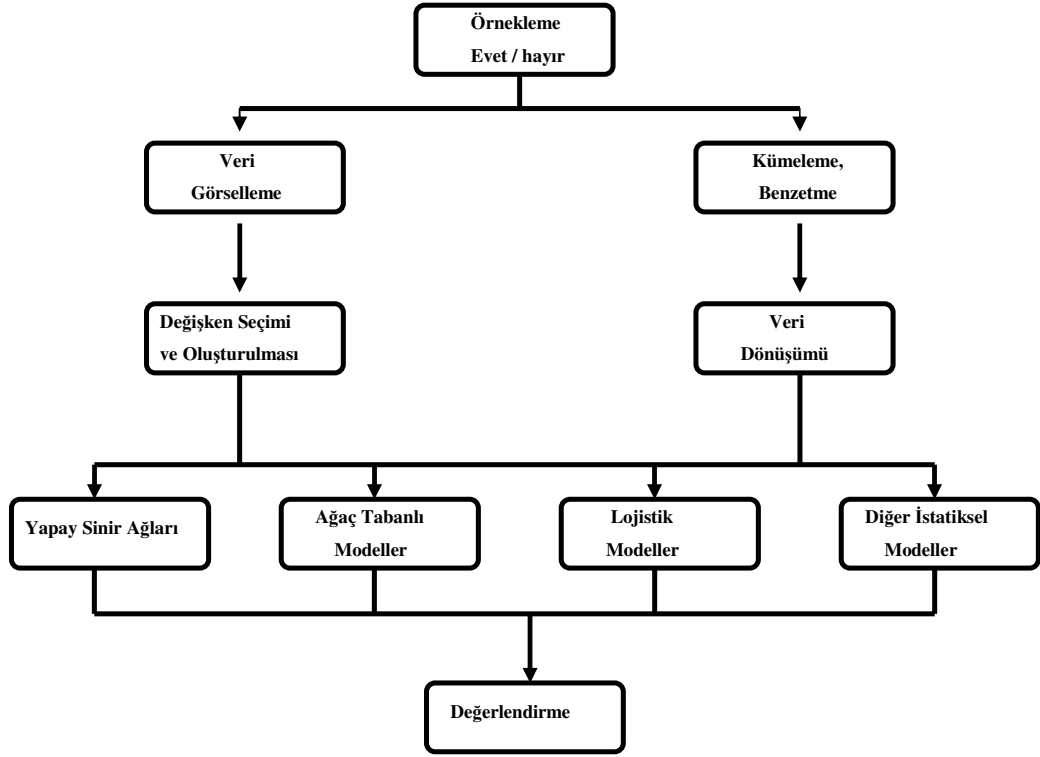 Örnekleme
Evet / hayır
Veri
Görselleme
Kümeleme,
Benzetme
Değişken Seçimi
ve Oluşturulması
Veri
Dönüşümü
Yapay Sinir Ağları
Ağaç Tabanlı
Modeller
Lojistik
Modeller
Diğer İstatiksel
Modeller
Değerlendirme